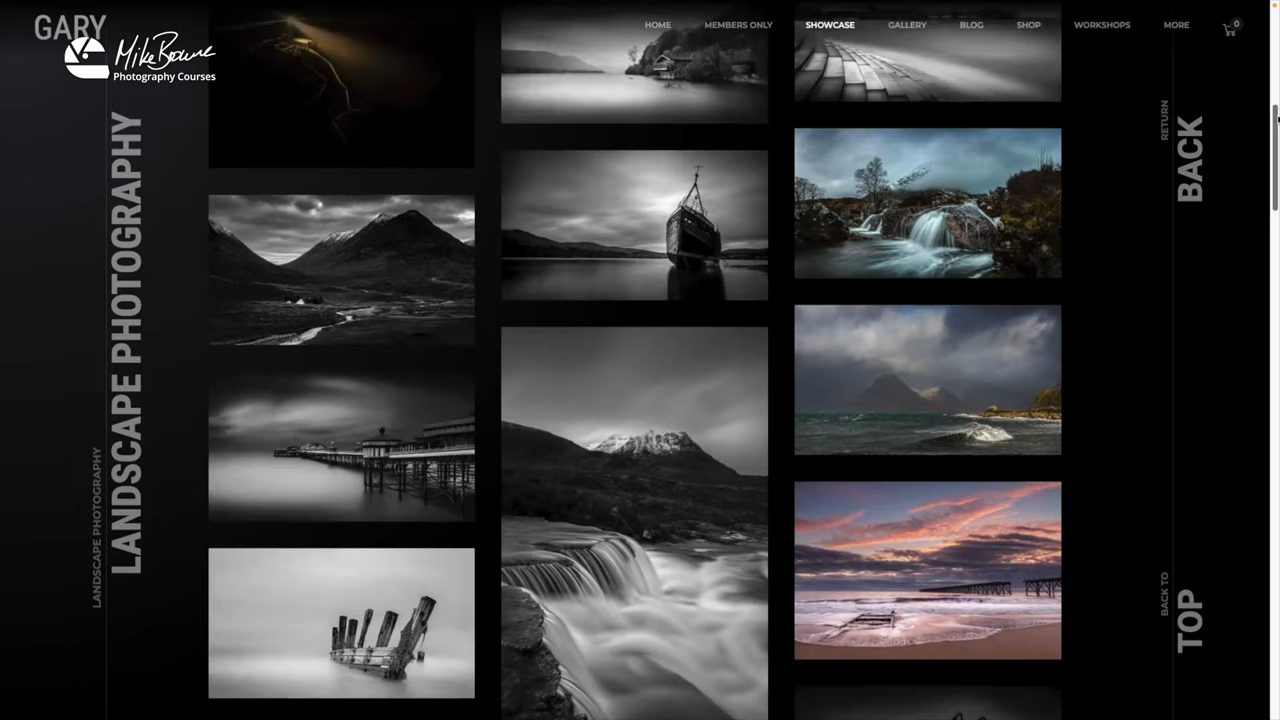 GARY
Mike Browne
Photography Courses
HOME
MEMBERS ONLY
SHOWCASE
GALLERY
BLOG
SHOP
WORKSHOPS
MORE
0
LANDSCAPE PHOTOGRAPHY
LANDSCAPE PHOTOGRAPHY
RETURN
BACK
BACK TO
TOP